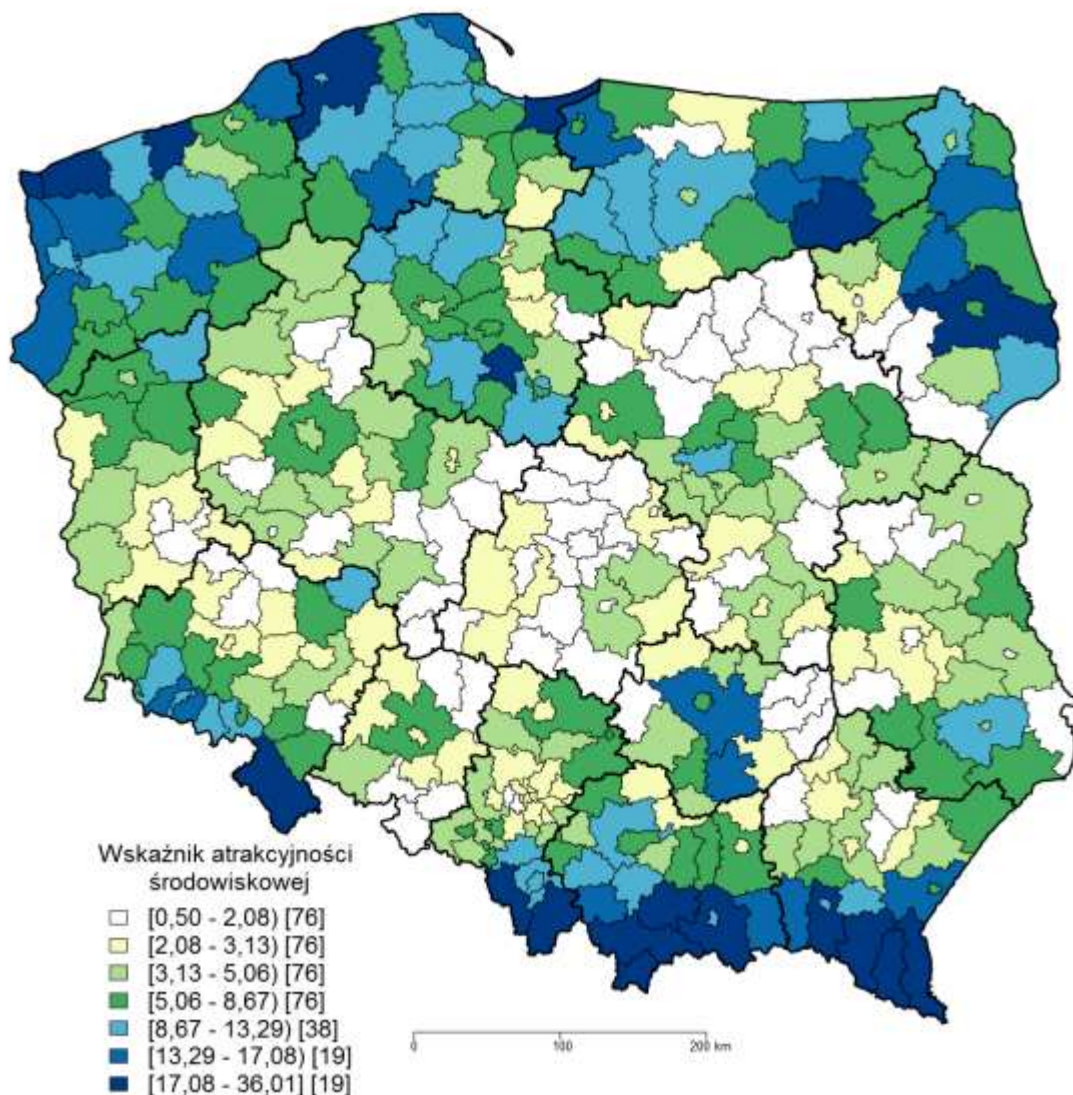 Wskaźnik atrakcyjności
środowiskowej
[0,50 - 2,08) [76]
[2,08 - 3,13) [76]
[3,13 - 5,06) [76]
[5,06 - 8,67) [76]
[8,67 - 13,29) [38]
[13,29 - 17,08) [19]
[17,08 - 36,01] [19]
0 100 200 km